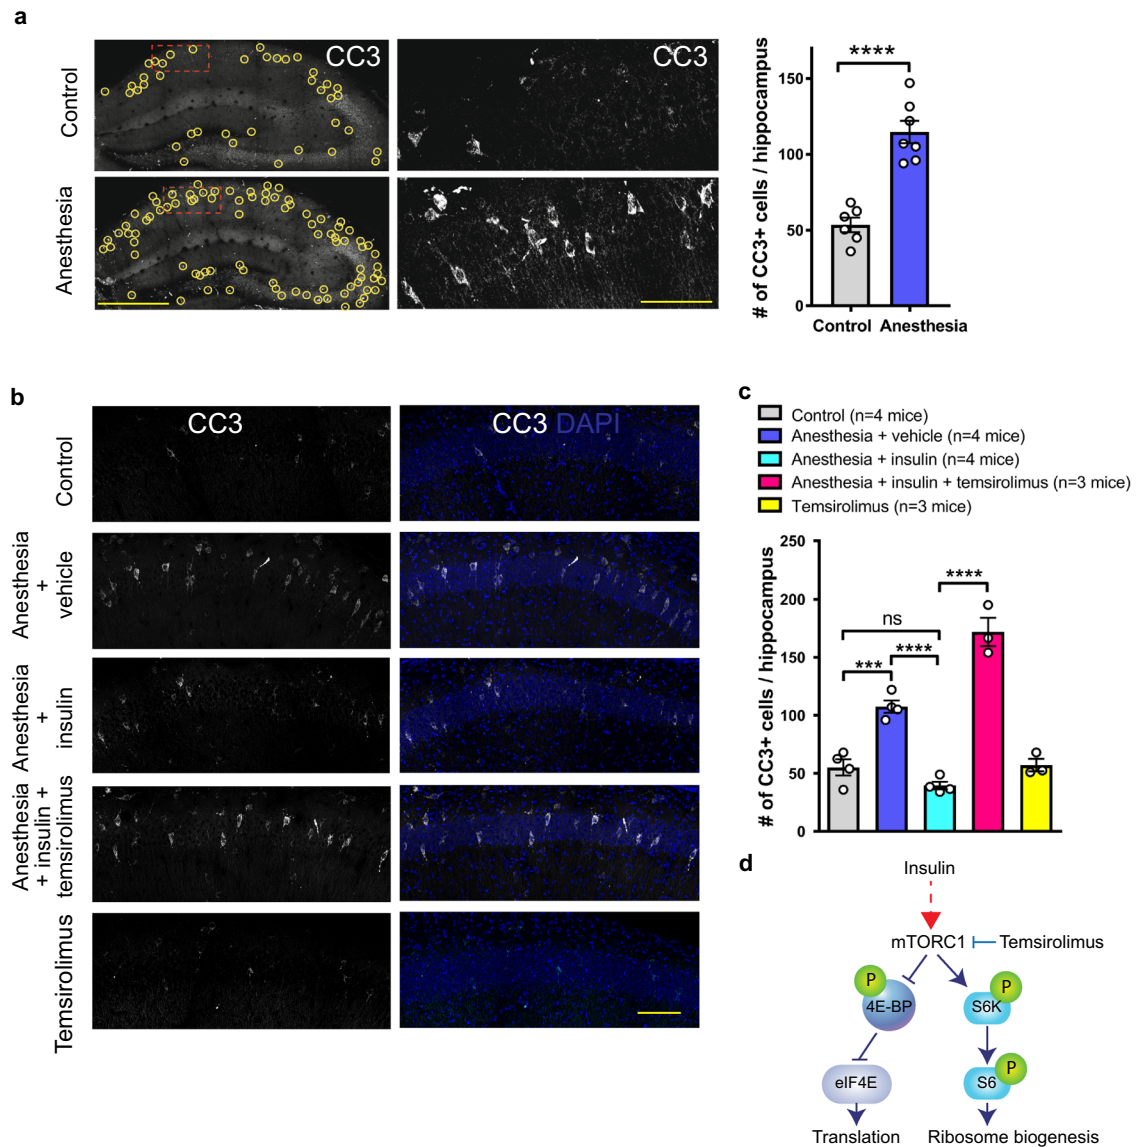 a
Control
CC3
CC3
Anesthesia
# of CC3+ cells / hippocampus
150
100
50
0
****
Control Anesthesia
b
CC3
CC3 DAPI
Control
Anesthesia
+
vehicle
Anesthesia
+
insulin
Anesthesia
+ insulin +
temsirolimus
Temsirolimus
c
Control (n=4 mice)
Anesthesia + vehicle (n=4 mice)
Anesthesia + insulin (n=4 mice)
Anesthesia + insulin + temsirolimus (n=3 mice)
Temsirolimus (n=3 mice)
# of CC3+ cells / hippocampus
250
200
150
100
50
0
****
ns
****
***
d
Insulin
mTORC1
Temsirolimus
P
4E-BP
P
S6K
eIF4E
P
S6
Translation
Ribosome biogenesis